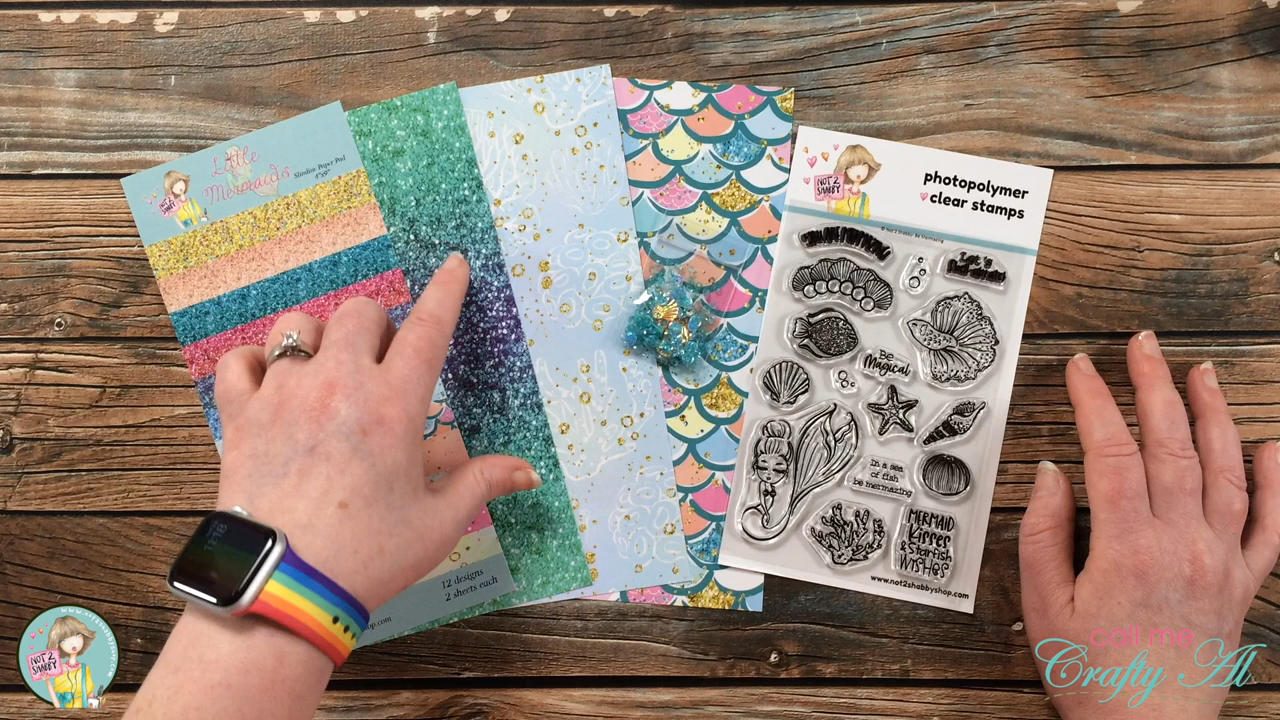 Little
Mermaids
Slimline Paper Pad
4"x9"
NOT 2
SHABBY
12 designs
2 sheets each
NOT 2
SHABBY
photopolymer
clear stamps
Let's
Be
Magical
In a sea
of fish
be mermazing
MERMAID
Kisses
& Starfish
WISHES
www.not2shabbyshop.com
NOT 2
SHABBY
call me
Crafty Al